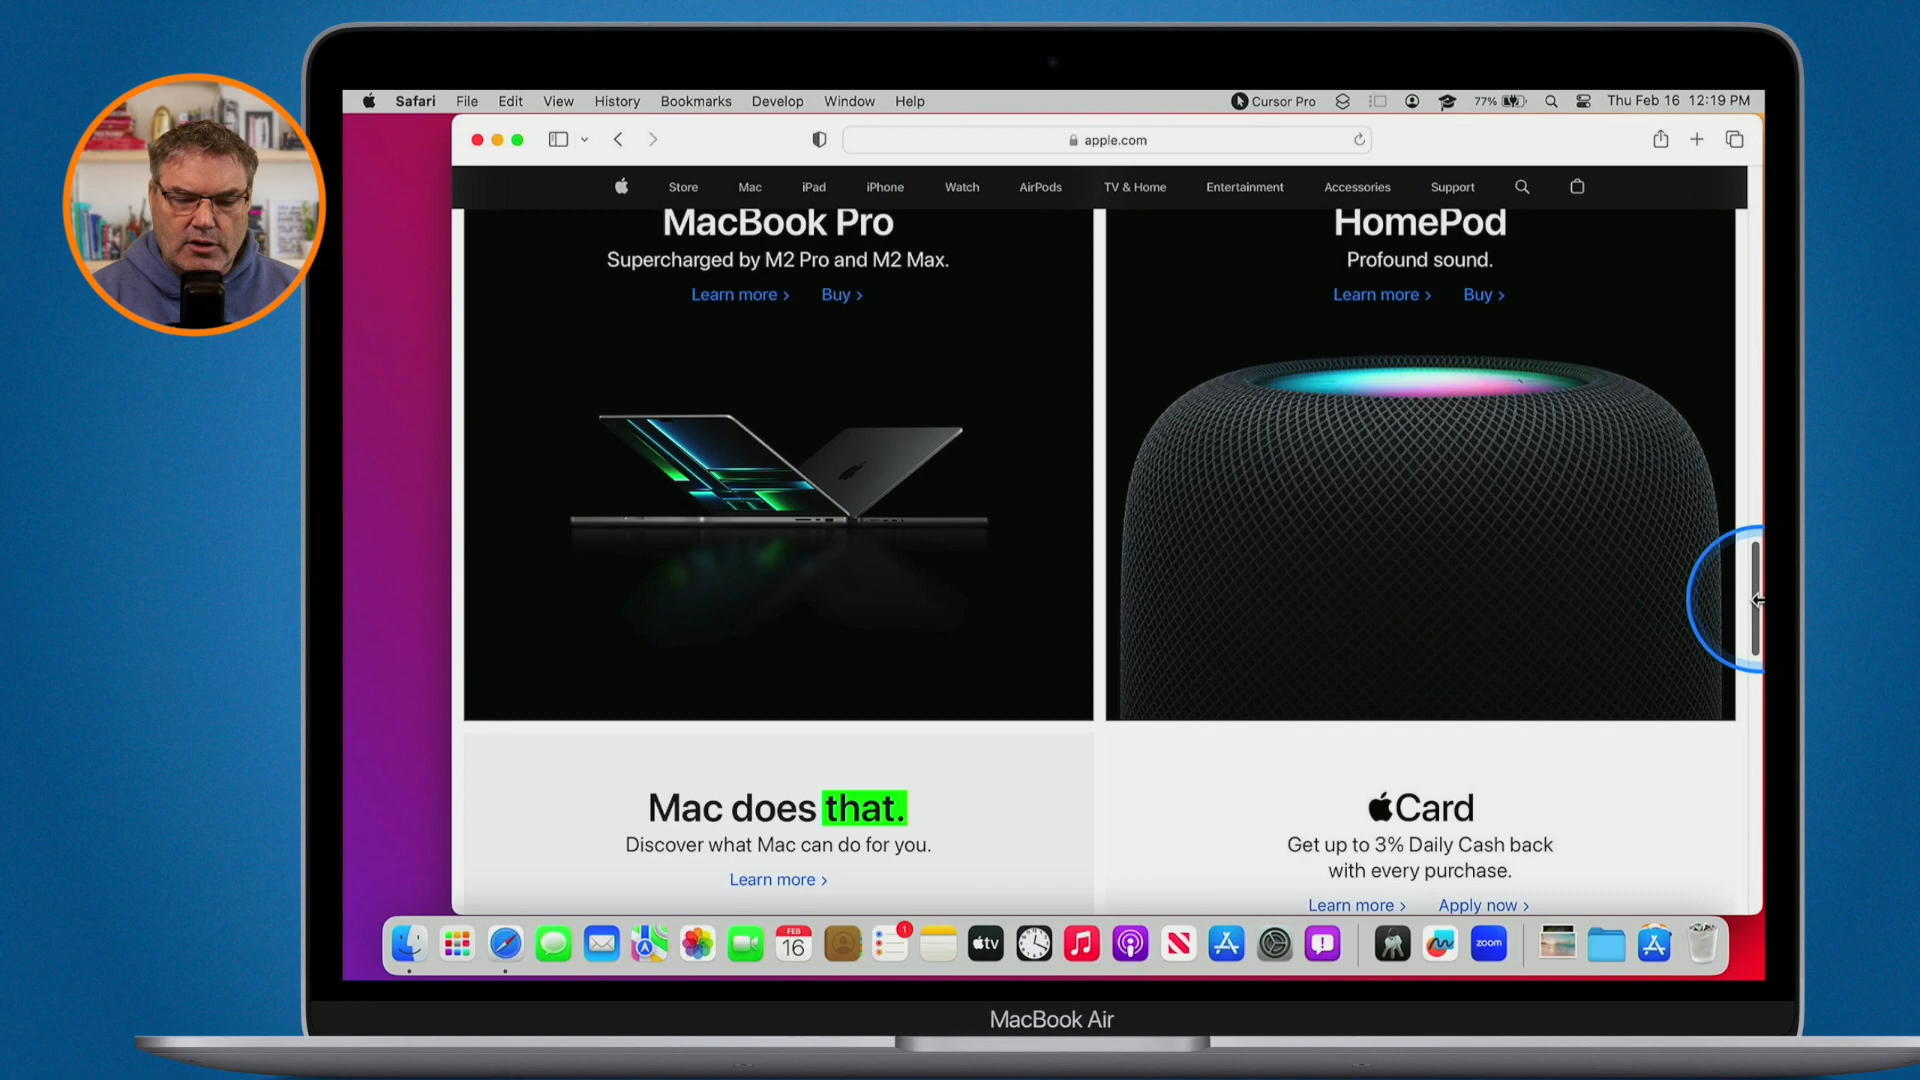 Safari File Edit View History Bookmarks Develop Window Help
Cursor Pro 77% Thu Feb 16 12:19 PM
apple.com
Store Mac iPad iPhone Watch AirPods TV & Home Entertainment Accessories Support
MacBook Pro
Supercharged by M2 Pro and M2 Max.
Learn more > Buy >
HomePod
Profound sound.
Learn more > Buy >
Mac does that.
Discover what Mac can do for you.
Learn more >
Card
Get up to 3% Daily Cash back
with every purchase.
Learn more > Apply now >
FEB
16
1
tv
zoom
MacBook Air